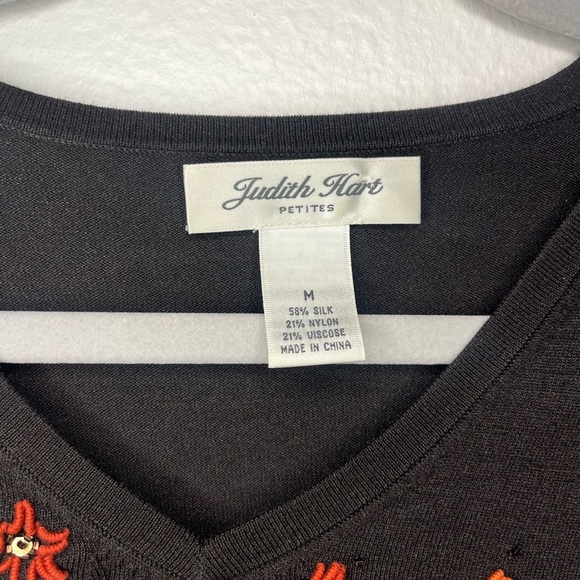 Judith Hart
PETITES
M
58% SILK
21% NYLON
21% VISCOSE
MADE IN CHINA